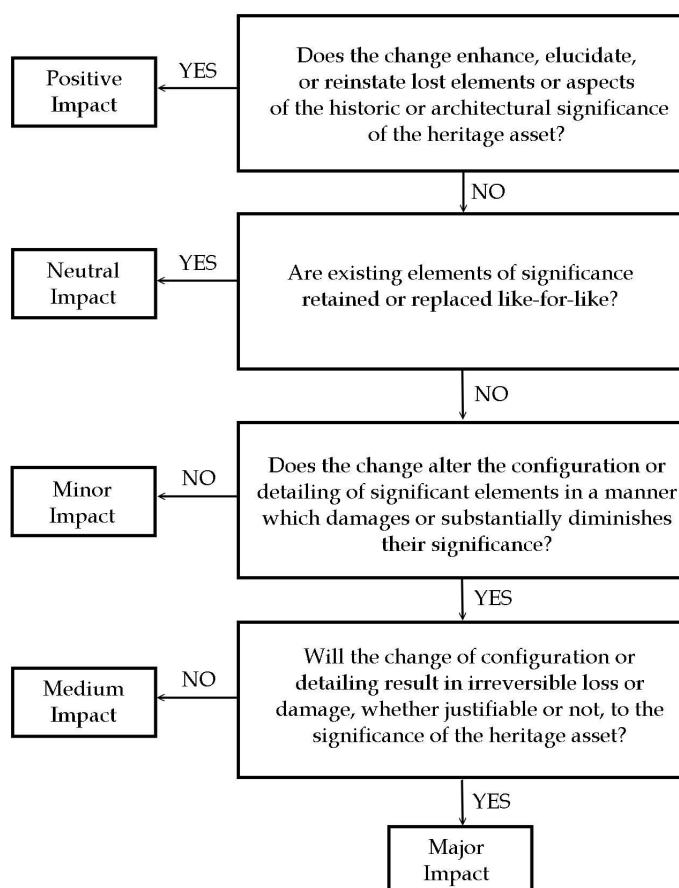 Does the change enhance, elucidate,
or reinstate lost elements or aspects
of the historic or architectural significance
of the heritage asset?
YES
Positive
Impact
NO
Are existing elements of significance
retained or replaced like-for-like?
YES
Neutral
Impact
NO
Does the change alter the configuration or
detailing of significant elements in a manner
which damages or substantially diminishes
their significance?
NO
Minor
Impact
YES
Will the change of configuration or
detailing result in irreversible loss or
damage, whether justifiable or not, to the
significance of the heritage asset?
NO
Medium
Impact
YES
Major
Impact